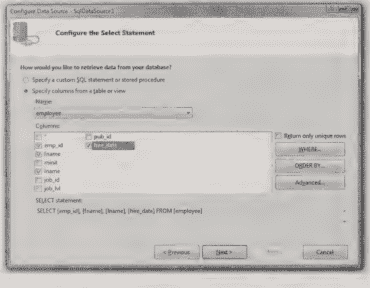 Configure Data Source - SqlDataSource1
Configure the Select Statement
How would you like to retrieve data from your database?
Specify a custom SQL statement or stored procedure
Specify columns from a table or view
Name:
employee
Columns:
*
pub_id
Return only unique rows
emp_id
hire_date
fname
WHERE...
minit
ORDER BY...
lname
job_id
Advanced...
job_lvl
SELECT statement:
SELECT [emp_id], [fname], [lname], [hire_date] FROM [employee]
< Previous
Next >
Cancel